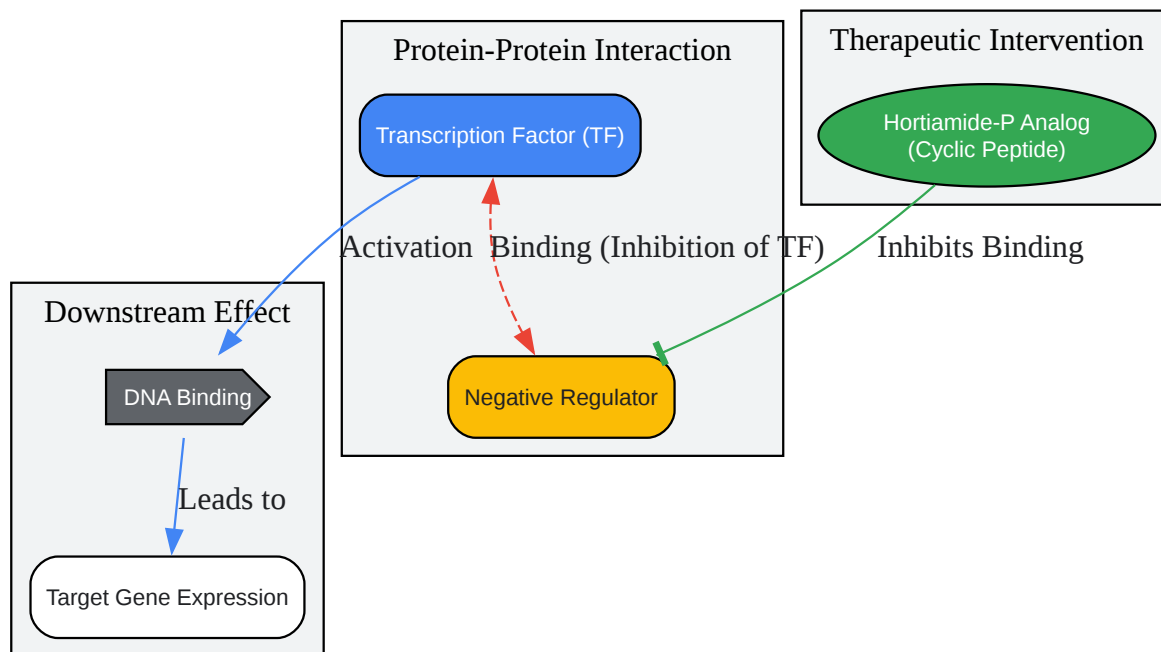 Therapeutic Intervention
Protein-Protein Interaction
Hortiamide-P Analog
(Cyclic Peptide)
Transcription Factor (TF)
Activation
Binding (Inhibition of TF)
Inhibits Binding
Downstream Effect
DNA Binding
Negative Regulator
Leads to
Target Gene Expression